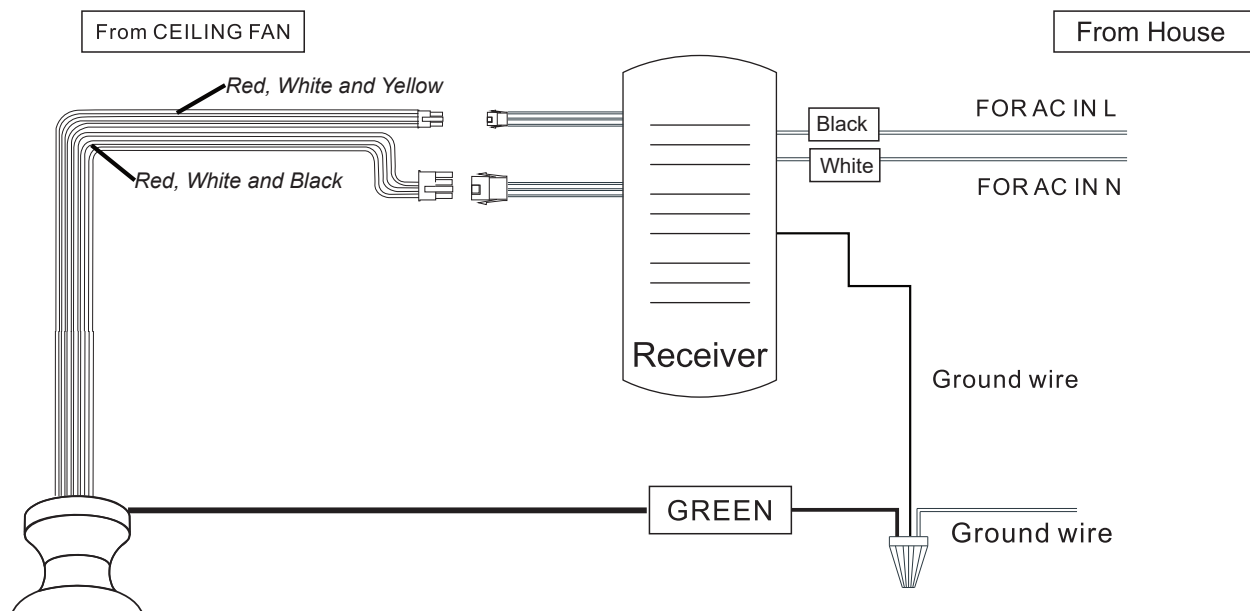 From CEILING FAN
From House
Red, White and Yellow
FOR AC IN L
Black
White
Red, White and Black
FOR AC IN N
Receiver
Ground wire
GREEN
Ground wire